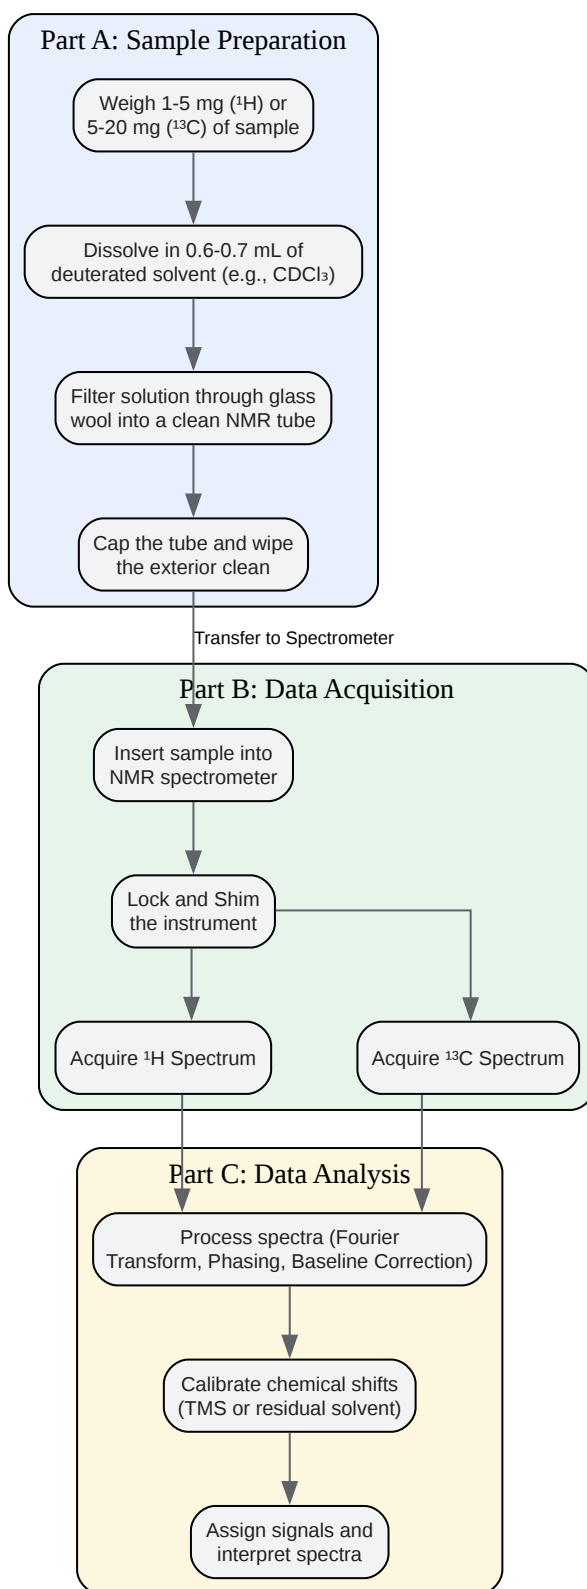 Part A: Sample Preparation
Weigh 1-5 mg (¹H) or
5-20 mg (¹³C) of sample
Dissolve in 0.6-0.7 mL of
deuterated solvent (e.g., CDCl₃)
Filter solution through glass
wool into a clean NMR tube
Cap the tube and wipe
the exterior clean
Transfer to Spectrometer
Part B: Data Acquisition
Insert sample into
NMR spectrometer
Lock and Shim
the instrument
Acquire ¹H Spectrum
Acquire ¹³C Spectrum
Part C: Data Analysis
Process spectra (Fourier
Transform, Phasing, Baseline Correction)
Calibrate chemical shifts
(TMS or residual solvent)
Assign signals and
interpret spectra